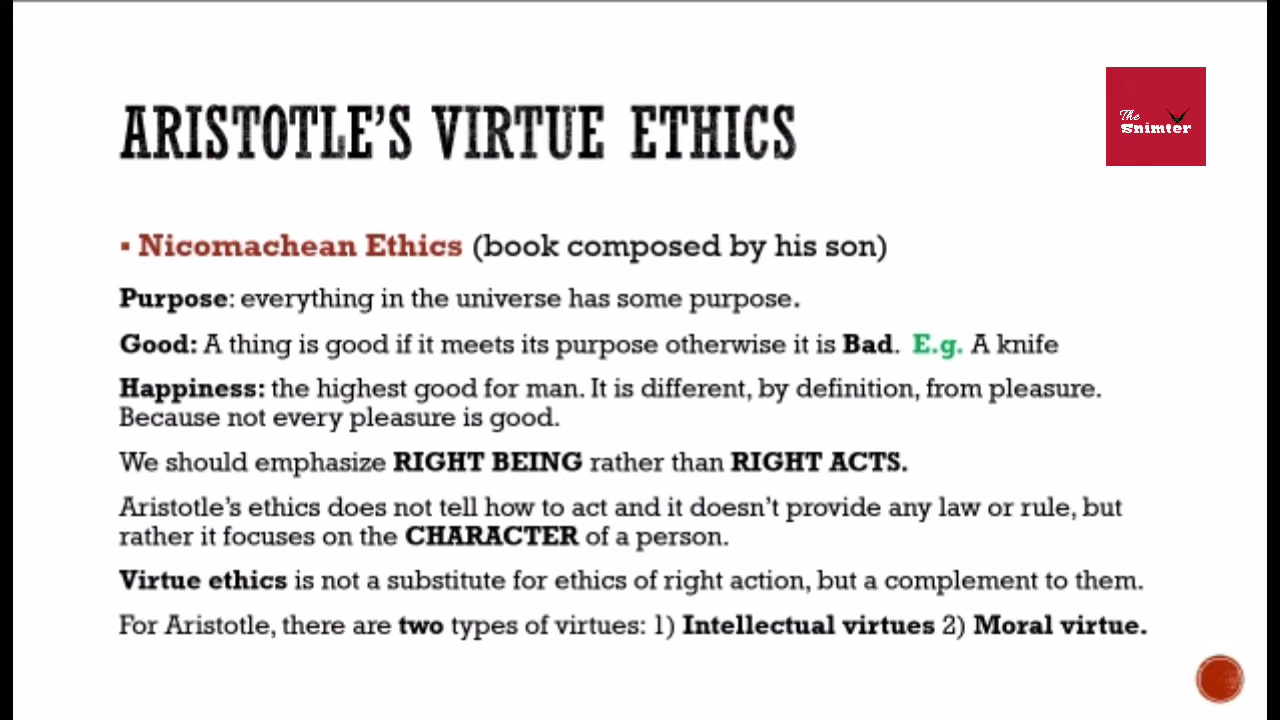 ARISTOTLE'S VIRTUE ETHICS
The
Snimter
▪ Nicomachean Ethics (book composed by his son)
Purpose: everything in the universe has some purpose.
Good: A thing is good if it meets its purpose otherwise it is Bad. E.g. A knife
Happiness: the highest good for man. It is different, by definition, from pleasure.
Because not every pleasure is good.
We should emphasize RIGHT BEING rather than RIGHT ACTS.
Aristotle's ethics does not tell how to act and it doesn't provide any law or rule, but
rather it focuses on the CHARACTER of a person.
Virtue ethics is not a substitute for ethics of right action, but a complement to them.
For Aristotle, there are two types of virtues: 1) Intellectual virtues 2) Moral virtue.